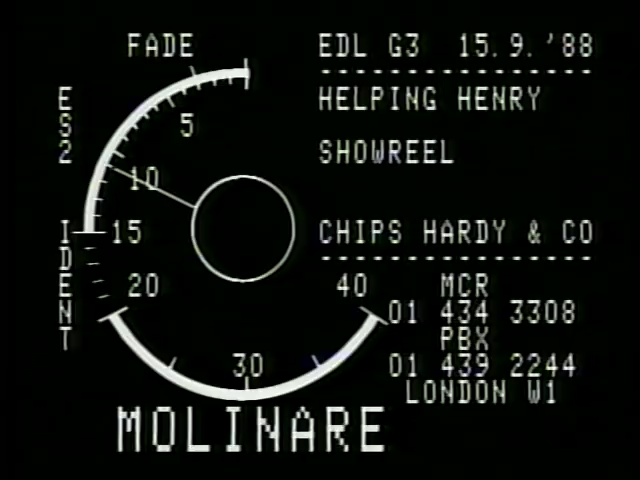 FADE
EDL G3 15.9.'88
HELPING HENRY
SHOWREEL
CHIPS HARDY & CO
ES2 IDENT
5
10
15
20
30
40
MCR
01 434 3308
PBX
01 439 2244
LONDON W1
MOLINARE